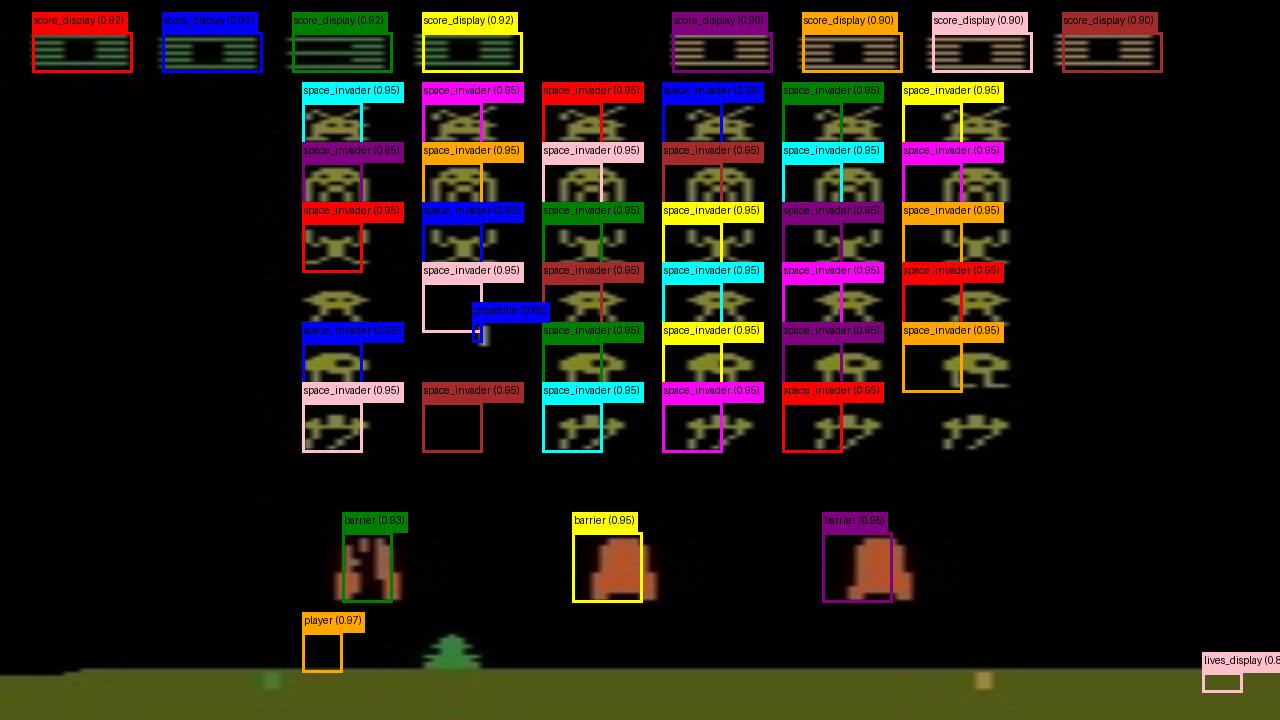 score_display (0.92) score_display (0.92) score_display (0.92) score_display (0.92) score_display (0.90) score_display (0.90) score_display (0.90) score_display (0.90)
space_invader (0.95) space_invader (0.95) space_invader (0.95) space_invader (0.95) space_invader (0.95) space_invader (0.95)
space_invader (0.95) space_invader (0.95) space_invader (0.95) space_invader (0.95) space_invader (0.95) space_invader (0.95)
space_invader (0.95) space_invader (0.95) space_invader (0.95) space_invader (0.95) space_invader (0.95) space_invader (0.95)
space_invader (0.95) space_invader (0.95) space_invader (0.95) space_invader (0.95) space_invader (0.95)
projectile
space_invader (0.95) space_invader (0.95) space_invader (0.95) space_invader (0.95) space_invader (0.95)
space_invader (0.95) space_invader (0.95) space_invader (0.95) space_invader (0.95) space_invader (0.95)
barrier (0.93) barrier (0.95) barrier (0.95)
player (0.97)
lives_display (0.8